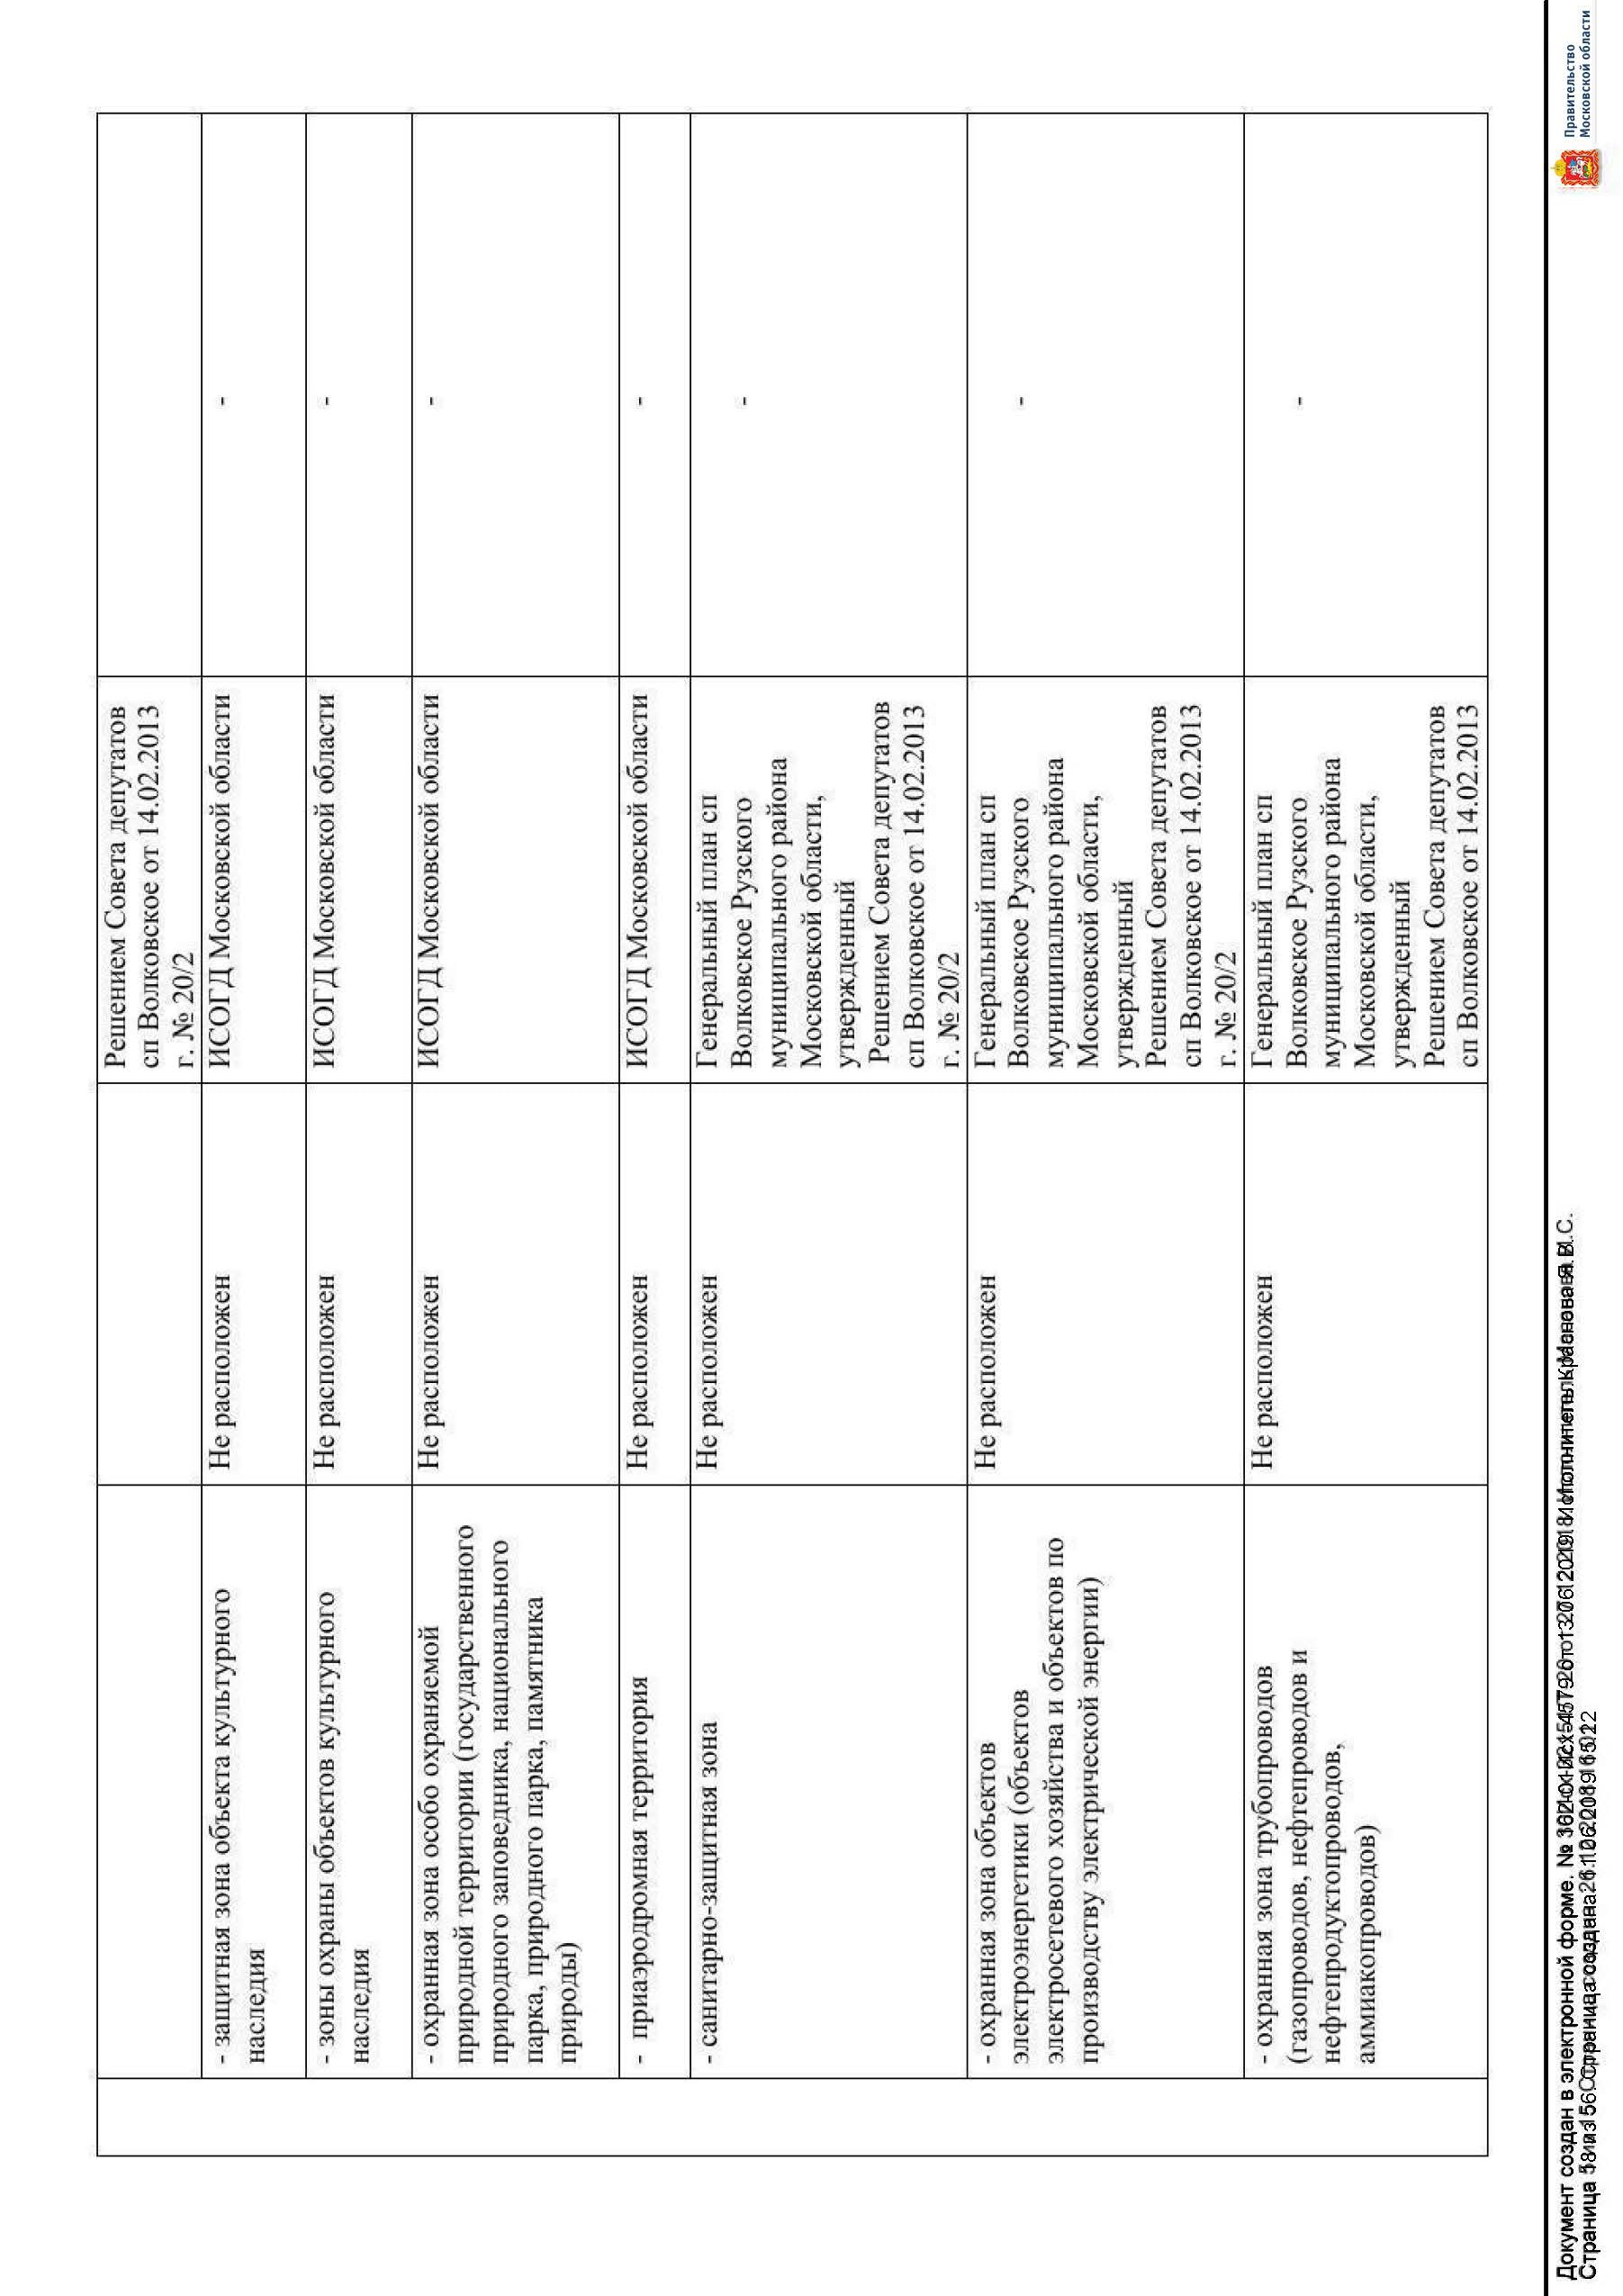 Решением Совета депутатов
сп Волковское от 14.02.2013
г. № 20/2
- защитная зона объекта культурного
наследия
Не расположен
ИСОГД Московской области
-
- зоны охраны объектов культурного
наследия
Не расположен
ИСОГД Московской области
-
- охранная зона особо охраняемой
природной территории (государственного
природного заповедника, национального
парка, природного парка, памятника
природы)
Не расположен
ИСОГД Московской области
-
- приаэродромная территория
Не расположен
ИСОГД Московской области
-
- санитарно-защитная зона
Не расположен
Генеральный план сп
Волковское Рузского
муниципального района
Московской области,
утвержденный
Решением Совета депутатов
сп Волковское от 14.02.2013
г. № 20/2
-
- охранная зона объектов
электроэнергетики (объектов
электросетевого хозяйства и объектов по
производству электрической энергии)
Не расположен
Генеральный план сп
Волковское Рузского
муниципального района
Московской области,
утвержденный
Решением Совета депутатов
сп Волковское от 14.02.2013
г. № 20/2
-
- охранная зона трубопроводов
(газопроводов, нефтепроводов и
нефтепродуктопроводов,
аммиакопроводов)
Не расположен
Генеральный план сп
Волковское Рузского
муниципального района
Московской области,
утвержденный
Решением Совета депутатов
сп Волковское от 14.02.2013
-
Документ создан в электронной форме. №
Страница
Правительство
Московской области